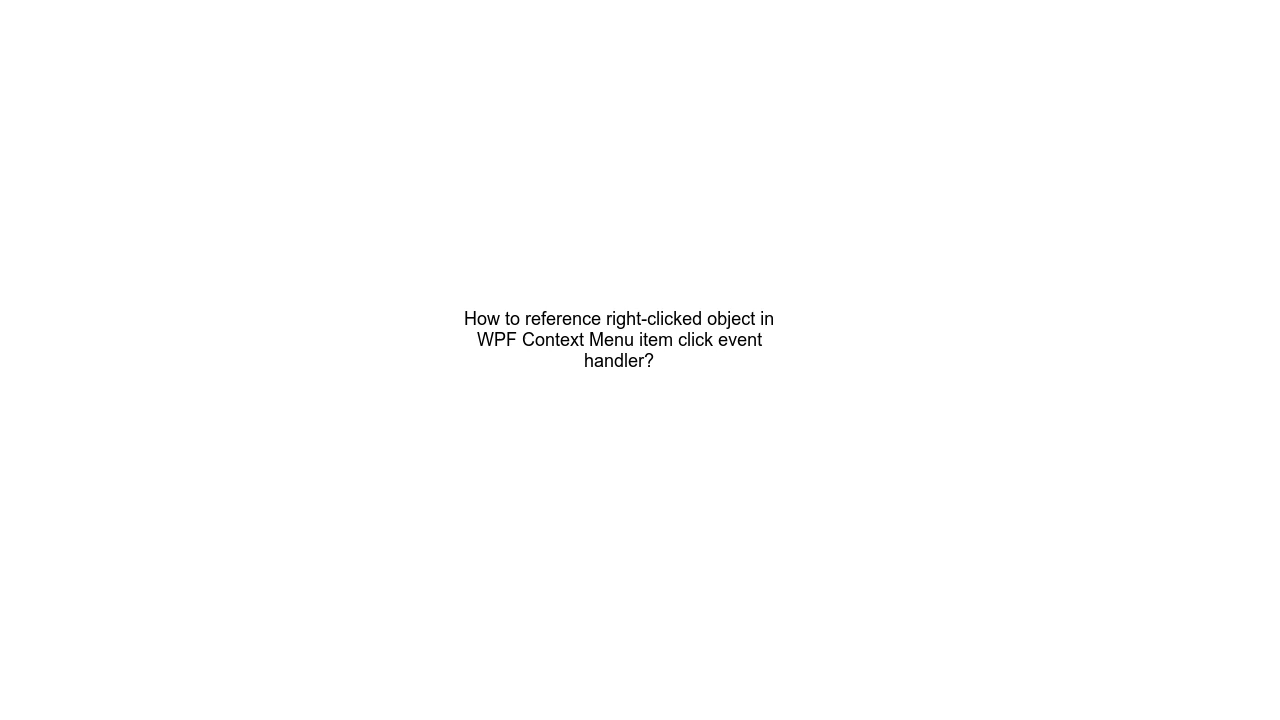 How to reference right-clicked object in
WPF Context Menu item click event
handler?